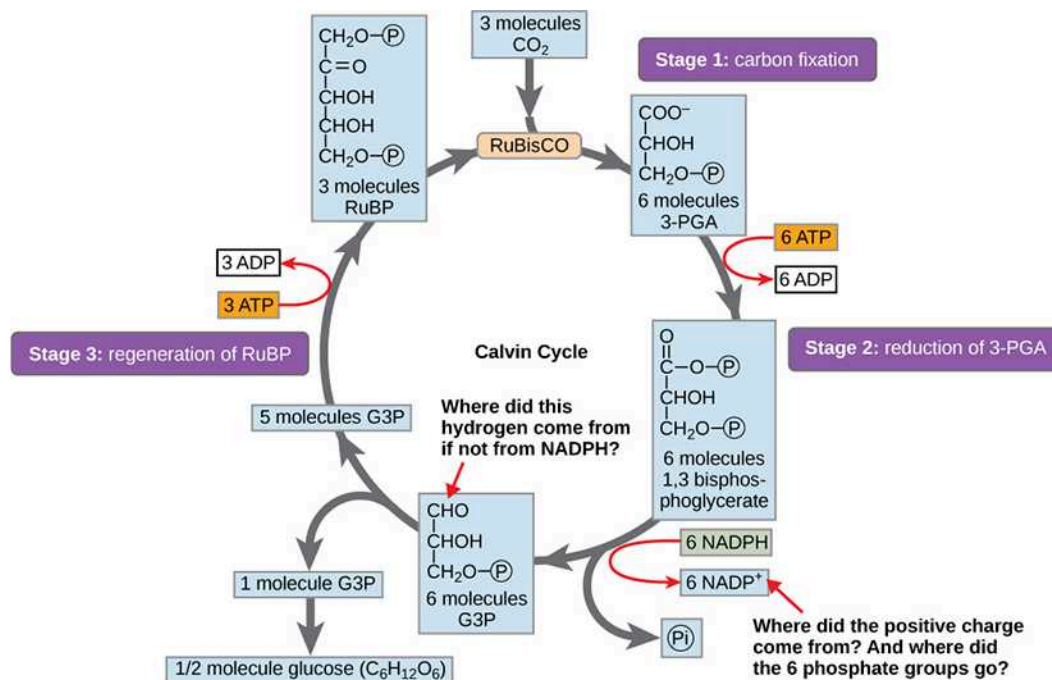 CH₂O—Ⓟ
C=O
CHOH
CHOH
CH₂O—Ⓟ
3 molecules
RuBP
3 molecules
CO₂
Stage 1: carbon fixation
RuBisCO
COO⁻
CHOH
CH₂O—Ⓟ
6 molecules
3-PGA
6 ATP
6 ADP
3 ADP
3 ATP
Stage 3: regeneration of RuBP
Calvin Cycle
Stage 2: reduction of 3-PGA
O
C—O—Ⓟ
CHOH
CH₂O—Ⓟ
6 molecules
1,3 bisphos-
phoglycerate
5 molecules G3P
Where did this
hydrogen come from
if not from NADPH?
CHO
CHOH
CH₂O—Ⓟ
6 molecules
G3P
6 NADPH
6 NADP⁺
Pi
Where did the positive charge
come from? And where did
the 6 phosphate groups go?
1 molecule G3P
1/2 molecule glucose (C₆H₁₂O₆)